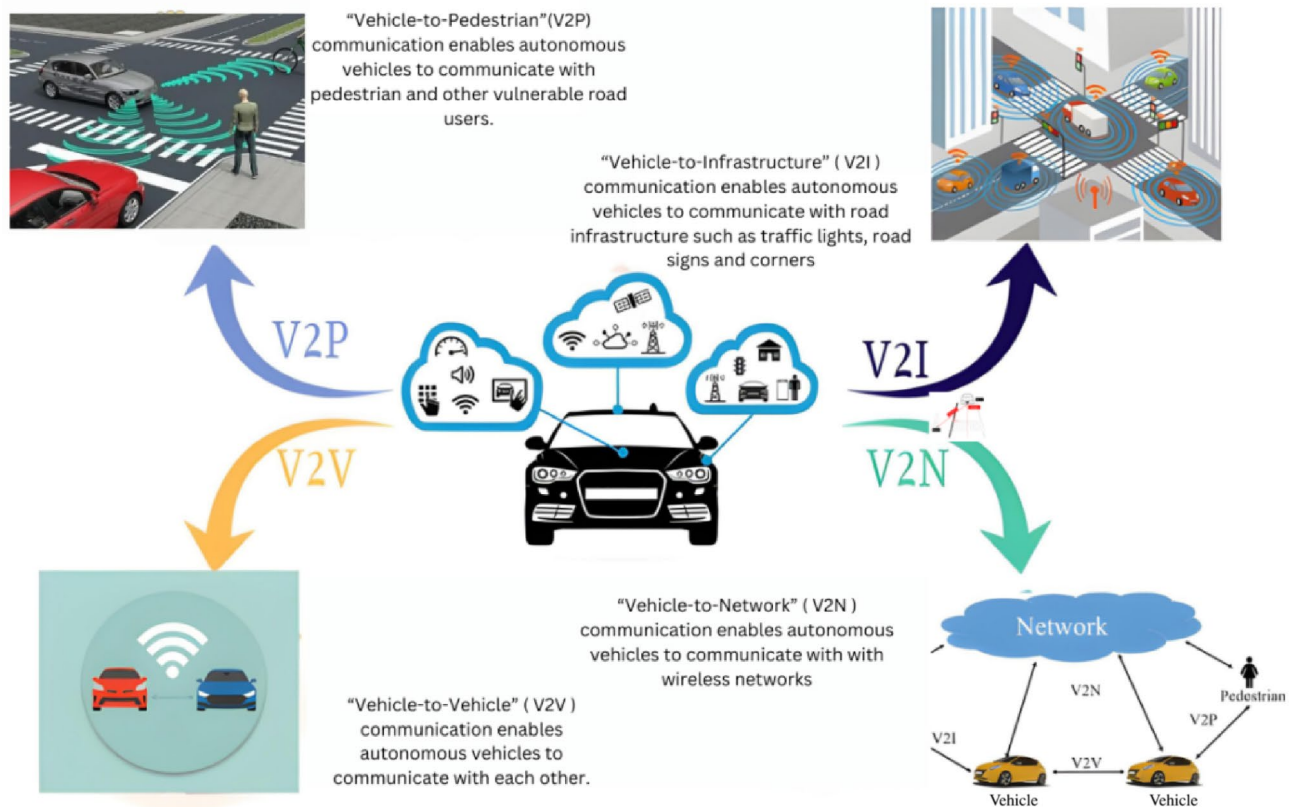 “Vehicle-to-Pedestrian”(V2P)
communication enables autonomous
vehicles to communicate with
pedestrian and other vulnerable road
users.
“Vehicle-to-Infrastructure” ( V2I )
communication enables autonomous
vehicles to communicate with road
infrastructure such as traffic lights, road
signs and corners
V2P
V2I
V2V
V2N
“Vehicle-to-Network” ( V2N )
communication enables autonomous
vehicles to communicate with with
wireless networks
“Vehicle-to-Vehicle” ( V2V )
communication enables
autonomous vehicles to
communicate with each other.
Network
V2N
Pedestrian
V2P
V2I
V2V
Vehicle
Vehicle